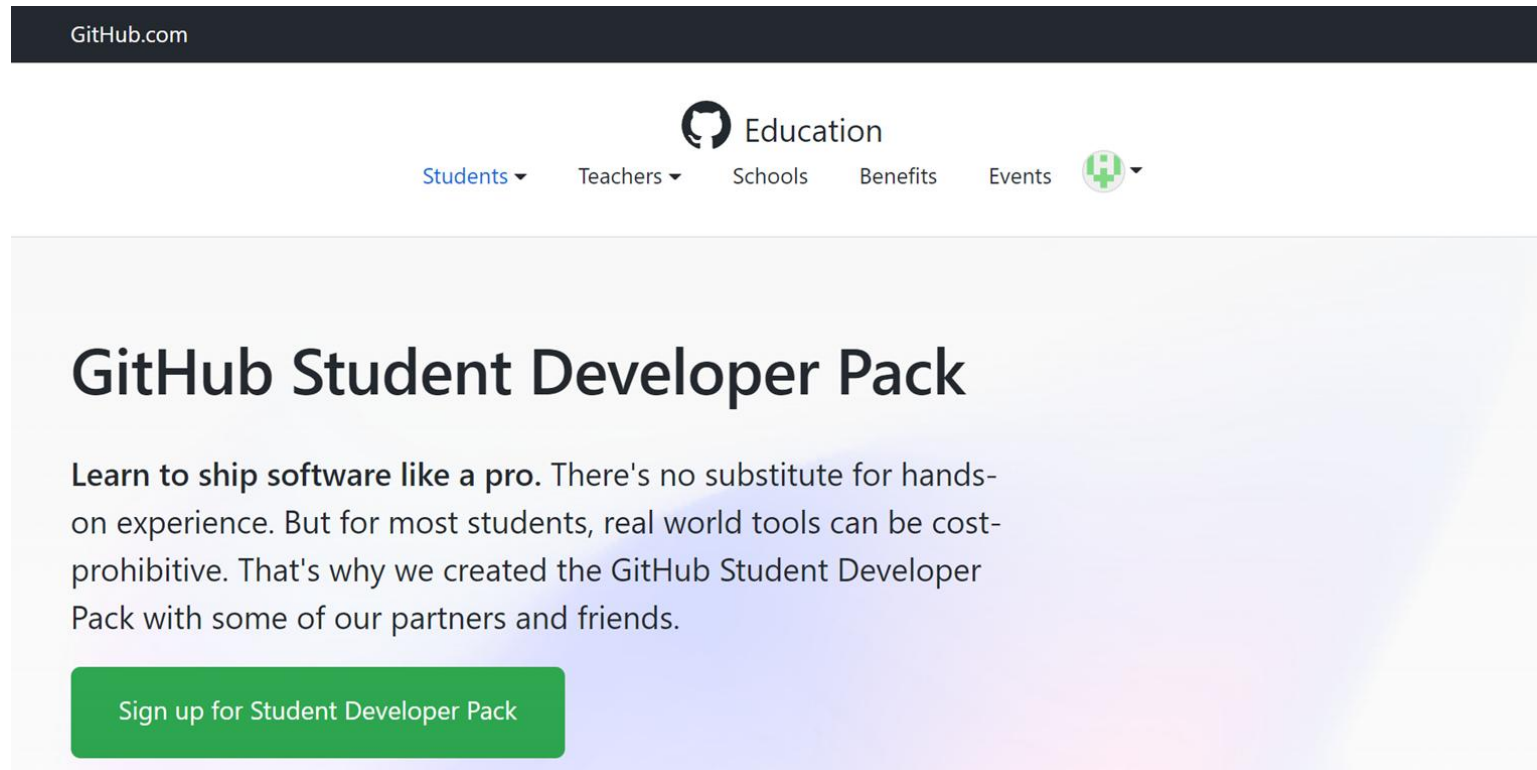 GitHub.com
Education
Students Teachers Schools Benefits Events
GitHub Student Developer Pack
Learn to ship software like a pro. There's no substitute for hands-
on experience. But for most students, real world tools can be cost-
prohibitive. That's why we created the GitHub Student Developer
Pack with some of our partners and friends.
Sign up for Student Developer Pack